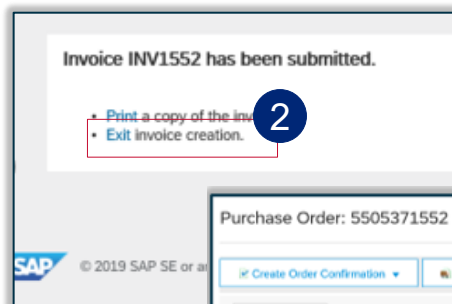 Invoice INV1552 has been submitted.
• Print a copy of the inv
2
• Exit invoice creation.
Purchase Order: 5505371552
SAP © 2019 SAP SE or
Create Order Confirmation